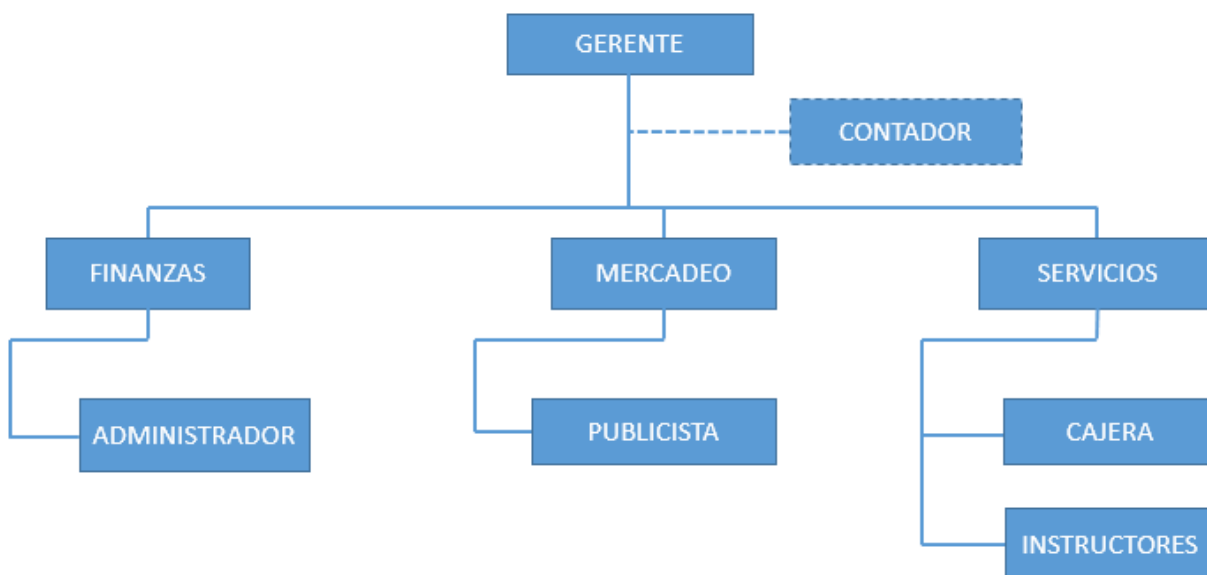 GERENTE
CONTADOR
FINANZAS
MERCADEO
SERVICIOS
ADMINISTRADOR
PUBLICISTA
CAJERA
INSTRUCTORES